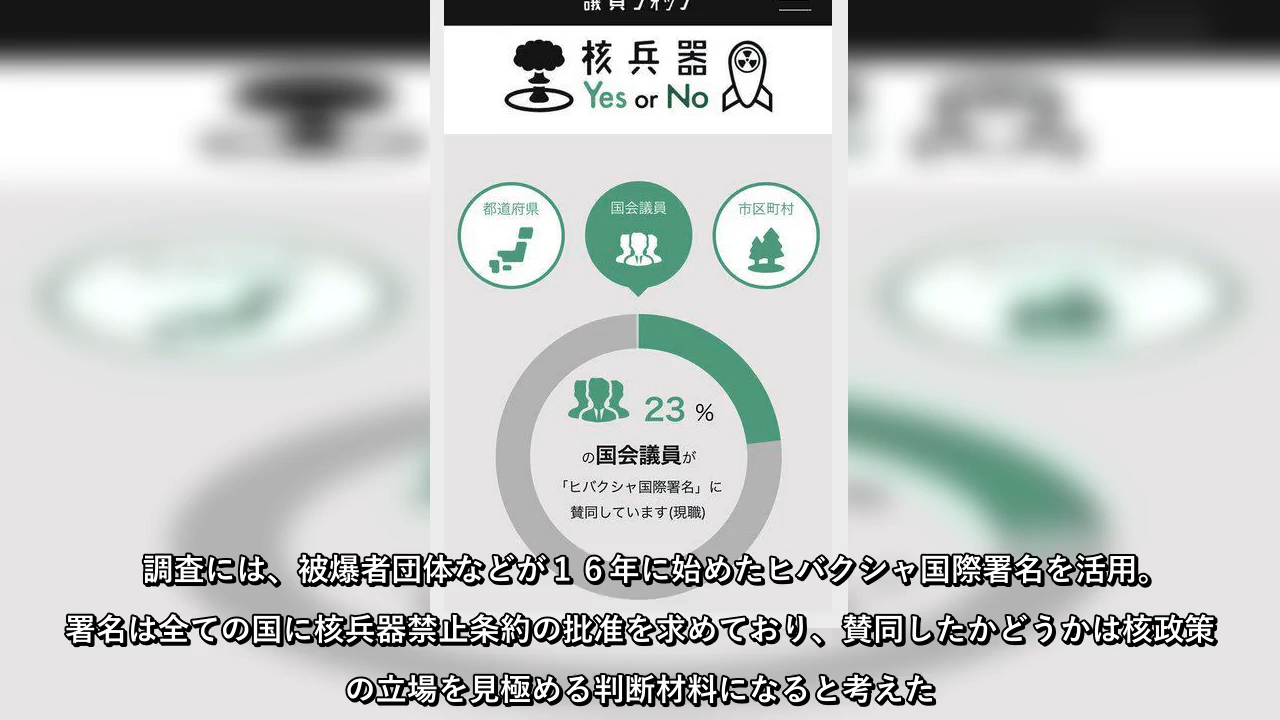 議員ウォッチ
核兵器
Yes or No
都道府県
国会議員
市区町村
23 %
の国会議員が
「ヒバクシャ国際署名」に
賛同しています(現職)
調査には、被爆者団体などが１６年に始めたヒバクシャ国際署名を活用。
署名は全ての国に核兵器禁止条約の批准を求めており、賛同したかどうかは核政策
の立場を見極める判断材料になると考えた